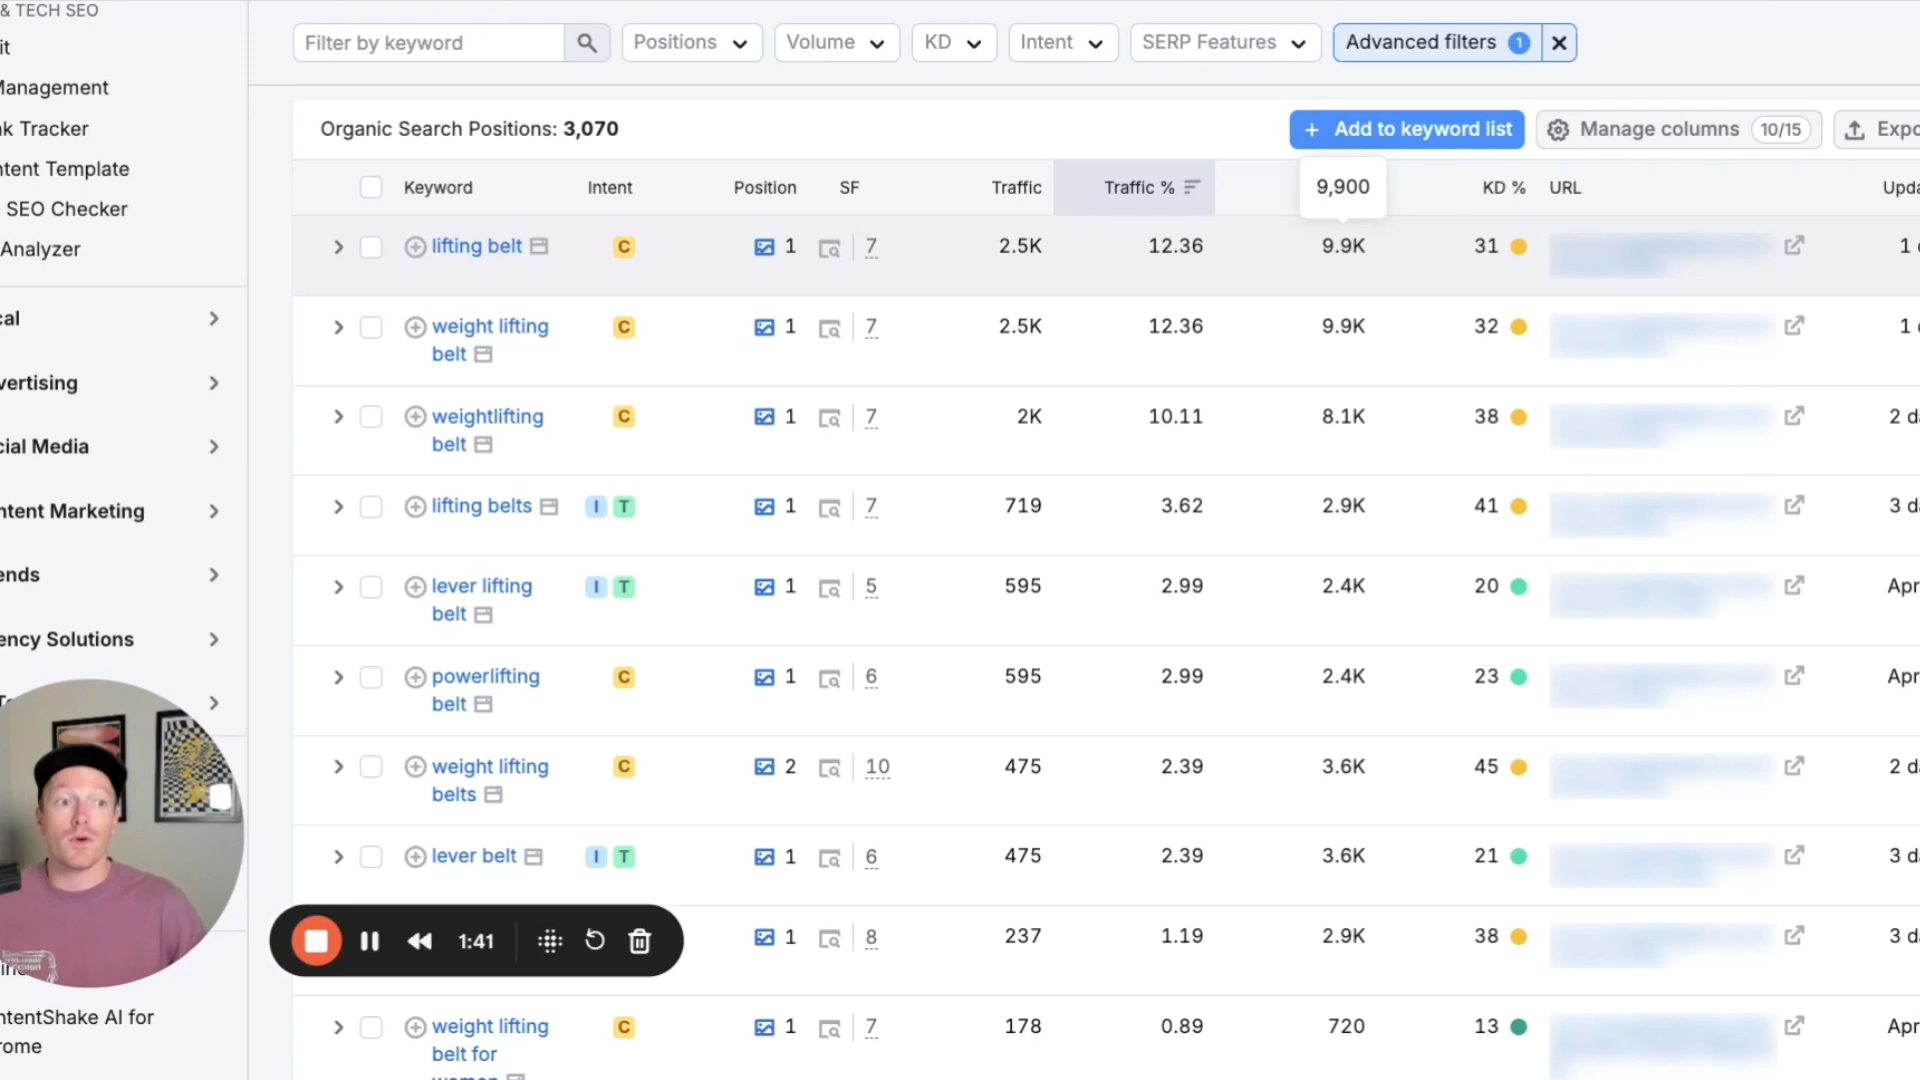 & TECH SEO
it
Management
k Tracker
ntent Template
SEO Checker
Analyzer
cal
vertising
cial Media
ntent Marketing
ends
ency Solutions
ntentShake AI for
rome
Filter by keyword
Positions
Volume
KD
Intent
SERP Features
Advanced filters 1
Organic Search Positions: 3,070
+ Add to keyword list
Manage columns 10/15
Expo
Keyword Intent Position SF Traffic Traffic % 9,900 KD % URL Upda
lifting belt C 1 7 2.5K 12.36 9.9K 31 1
weight lifting C 1 7 2.5K 12.36 9.9K 32 1
belt
weightlifting C 1 7 2K 10.11 8.1K 38 2 da
belt
lifting belts I T 1 7 719 3.62 2.9K 41 3 da
lever lifting I T 1 5 595 2.99 2.4K 20 Apr
belt
powerlifting C 1 6 595 2.99 2.4K 23 Apr
belt
weight lifting C 2 10 475 2.39 3.6K 45 2 da
belts
lever belt I T 1 6 475 2.39 3.6K 21 3 da
1 8 237 1.19 2.9K 38 3 da
1:41
weight lifting C 1 7 178 0.89 720 13 Apr
belt for